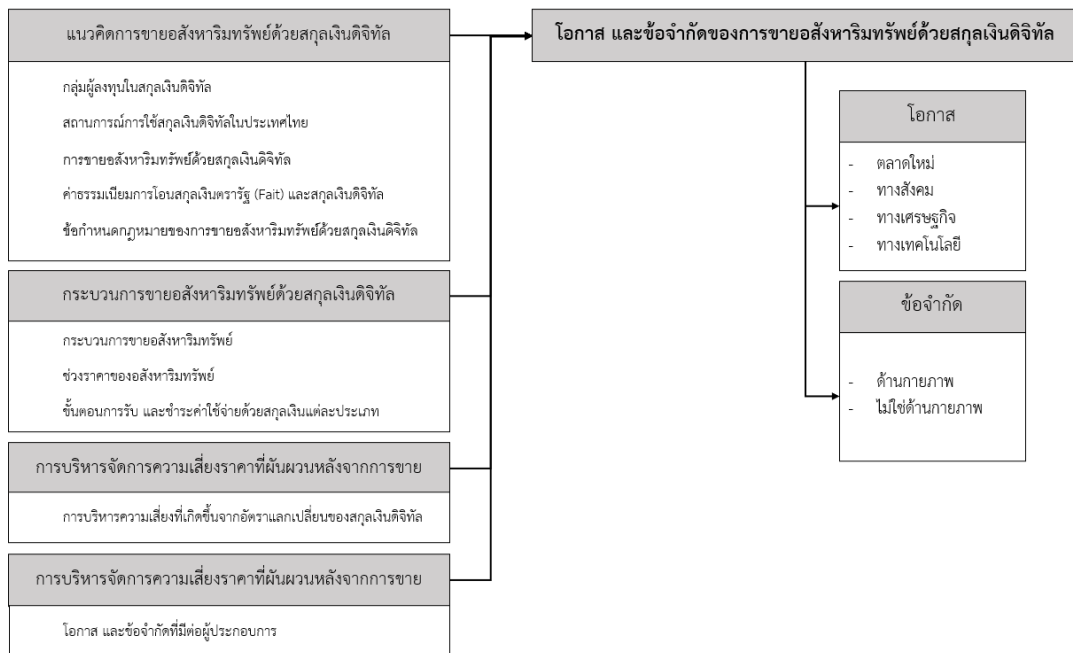 แนวคิดการขายอสังหาริมทรัพย์ด้วยสกุลเงินดิจิทัล
กลุ่มผู้ลงทุนในสกุลเงินดิจิทัล
สถานการณ์การใช้สกุลเงินดิจิทัลในประเทศไทย
การขายอสังหาริมทรัพย์ด้วยสกุลเงินดิจิทัล
ค่าธรรมเนียมการโอนสกุลเงินตรารัฐ (Fait) และสกุลเงินดิจิทัล
ข้อกำหนดกฎหมายของการขายอสังหาริมทรัพย์ด้วยสกุลเงินดิจิทัล
กระบวนการขายอสังหาริมทรัพย์ด้วยสกุลเงินดิจิทัล
กระบวนการขายอสังหาริมทรัพย์
ช่วงราคาของอสังหาริมทรัพย์
ขั้นตอนการรับ และชำระค่าใช้จ่ายด้วยสกุลเงินแต่ละประเภท
การบริหารจัดการความเสี่ยงราคาที่ผันผวนหลังจากการขาย
การบริหารความเสี่ยงที่เกิดขึ้นจากอัตราแลกเปลี่ยนของสกุลเงินดิจิทัล
การบริหารจัดการความเสี่ยงราคาที่ผันผวนหลังจากการขาย
โอกาส และข้อจำกัดที่มีต่อผู้ประกอบการ
โอกาส และข้อจำกัดของการขายอสังหาริมทรัพย์ด้วยสกุลเงินดิจิทัล
โอกาส
- ตลาดใหม่
- ทางสังคม
- ทางเศรษฐกิจ
- ทางเทคโนโลยี
ข้อจำกัด
- ด้านกายภาพ
- ไม่ใช่ด้านกายภาพ